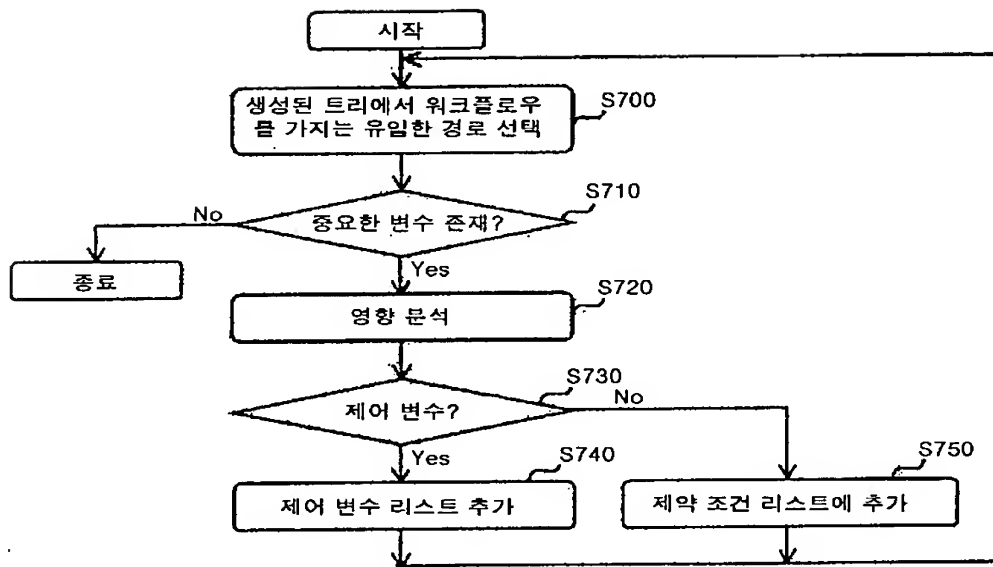 시작
생성된 트리에서 워크플로우
를 가지는 유일한 경로 선택
S700
S710
중요한 변수 존재?
No
종료
Yes
S720
영향 분석
S730
제어 변수?
No
Yes
S740
제어 변수 리스트 추가
S750
제약 조건 리스트에 추가